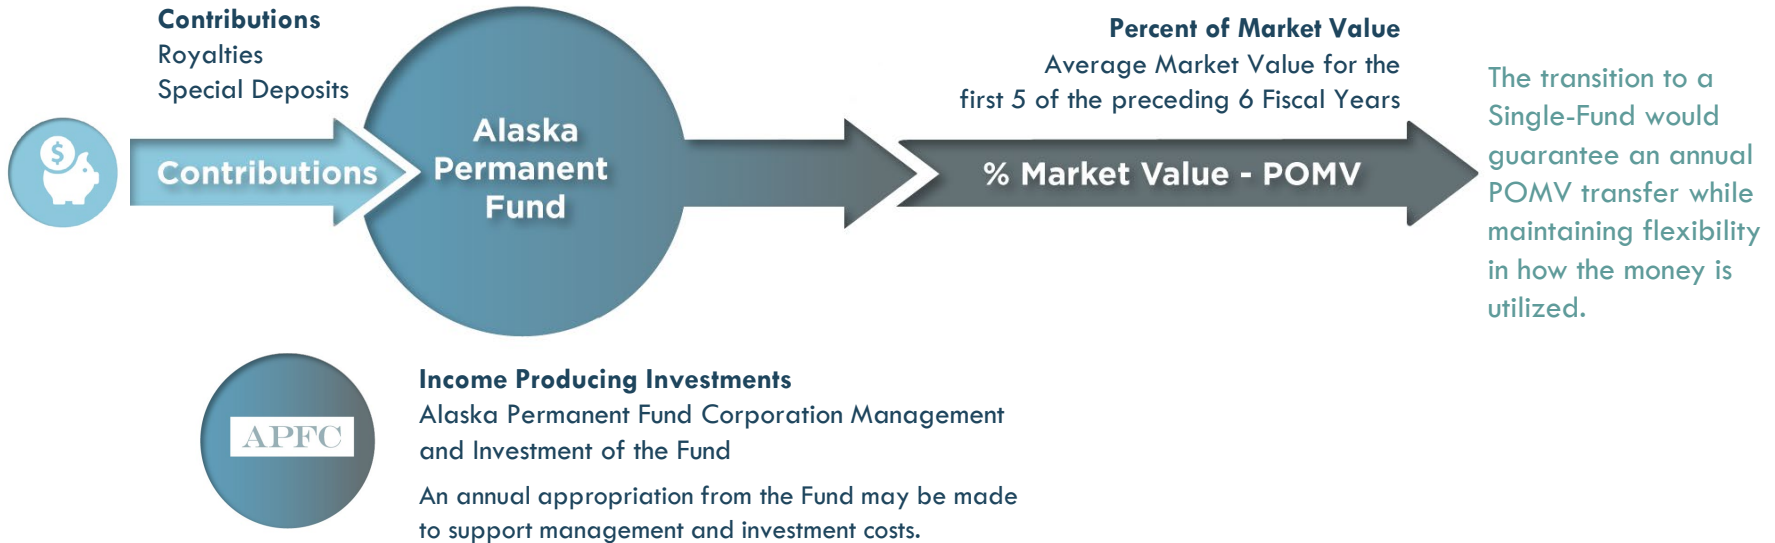 Contributions
Royalties
Special Deposits
$
Contributions
Alaska
Permanent
Fund
Percent of Market Value
Average Market Value for the
first 5 of the preceding 6 Fiscal Years
% Market Value - POMV
The transition to a
Single-Fund would
guarantee an annual
POMV transfer while
maintaining flexibility
in how the money is
utilized.
APFC
Income Producing Investments
Alaska Permanent Fund Corporation Management
and Investment of the Fund
An annual appropriation from the Fund may be made
to support management and investment costs.